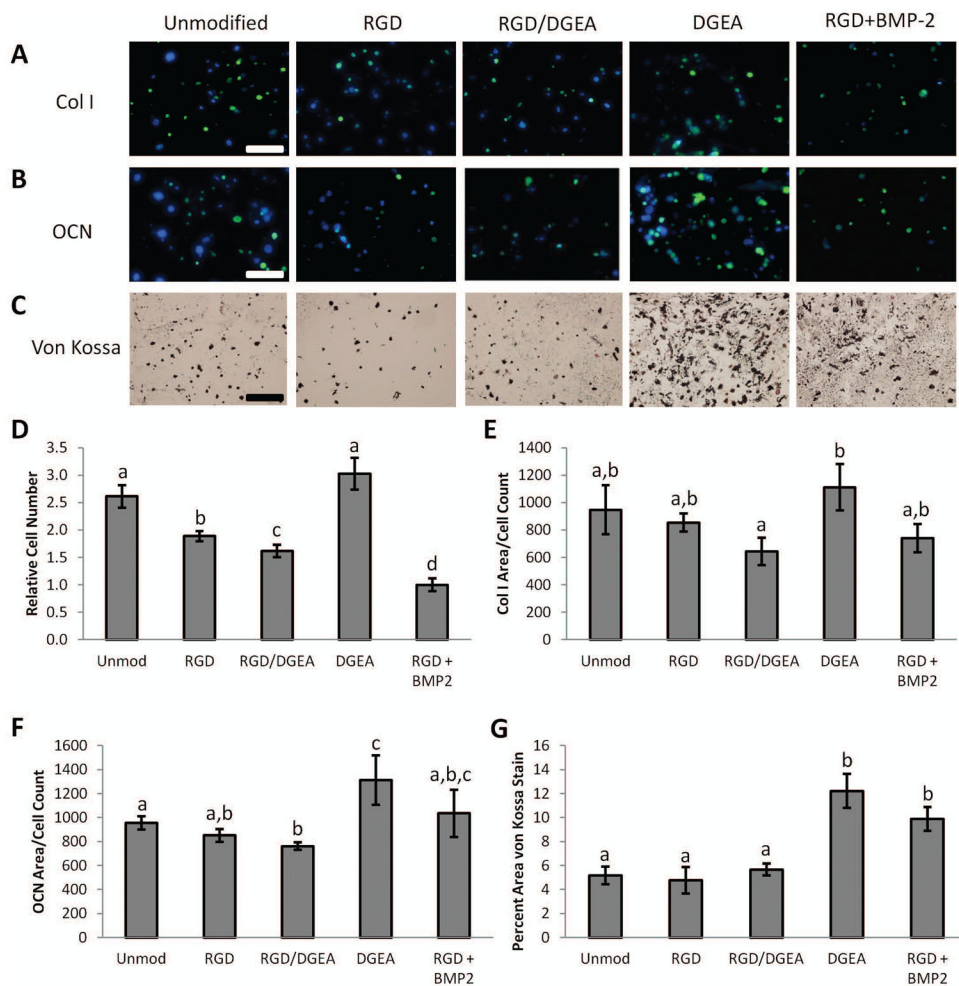 Unmodified RGD RGD/DGEA DGEA RGD+BMP-2
A
Col I
B
OCN
C
Von Kossa
D
Relative Cell Number
3.5
3.0
2.5
2.0
1.5
1.0
0.5
0.0
a b c a d
Unmod RGD RGD/DGEA DGEA RGD +
BMP2
E
Col I Area/Cell Count
1400
1200
1000
800
600
400
200
0
a,b a,b a b a,b
Unmod RGD RGD/DGEA DGEA RGD +
BMP2
F
OCN Area/Cell Count
1600
1400
1200
1000
800
600
400
200
0
a a,b b c a,b,c
Unmod RGD RGD/DGEA DGEA RGD +
BMP2
G
Percent Area von Kossa Stain
16
14
12
10
8
6
4
2
0
a a a b b
Unmod RGD RGD/DGEA DGEA RGD +
BMP2